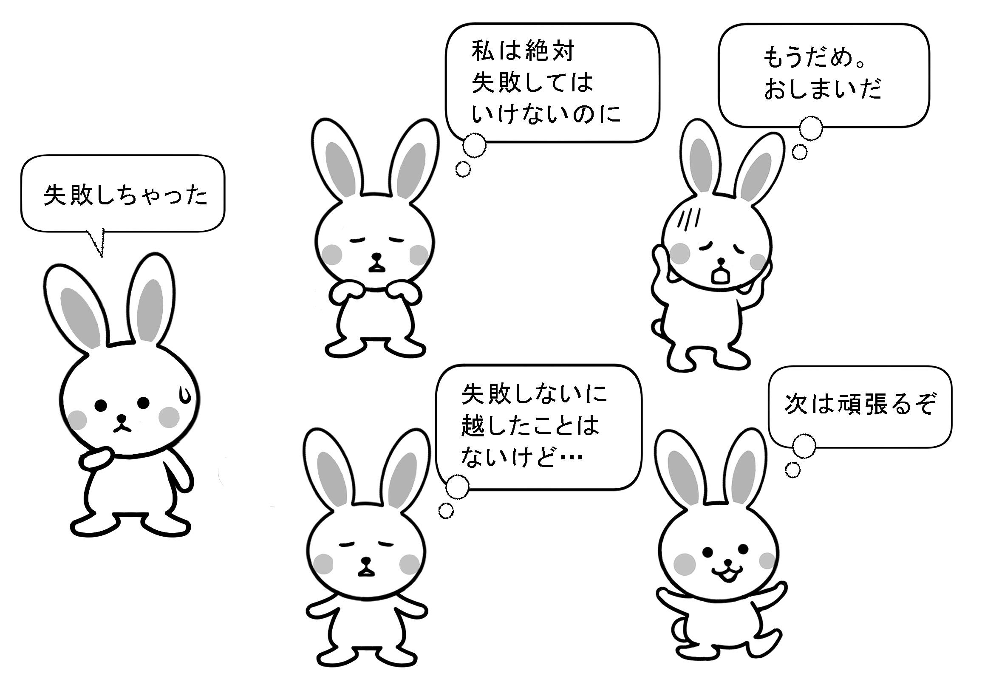 失敗しちゃった
私は絶対
失敗しては
いけないのに
もうだめ。
おしまいだ
失敗しないに
越したことは
ないけど…
次は頑張るぞ